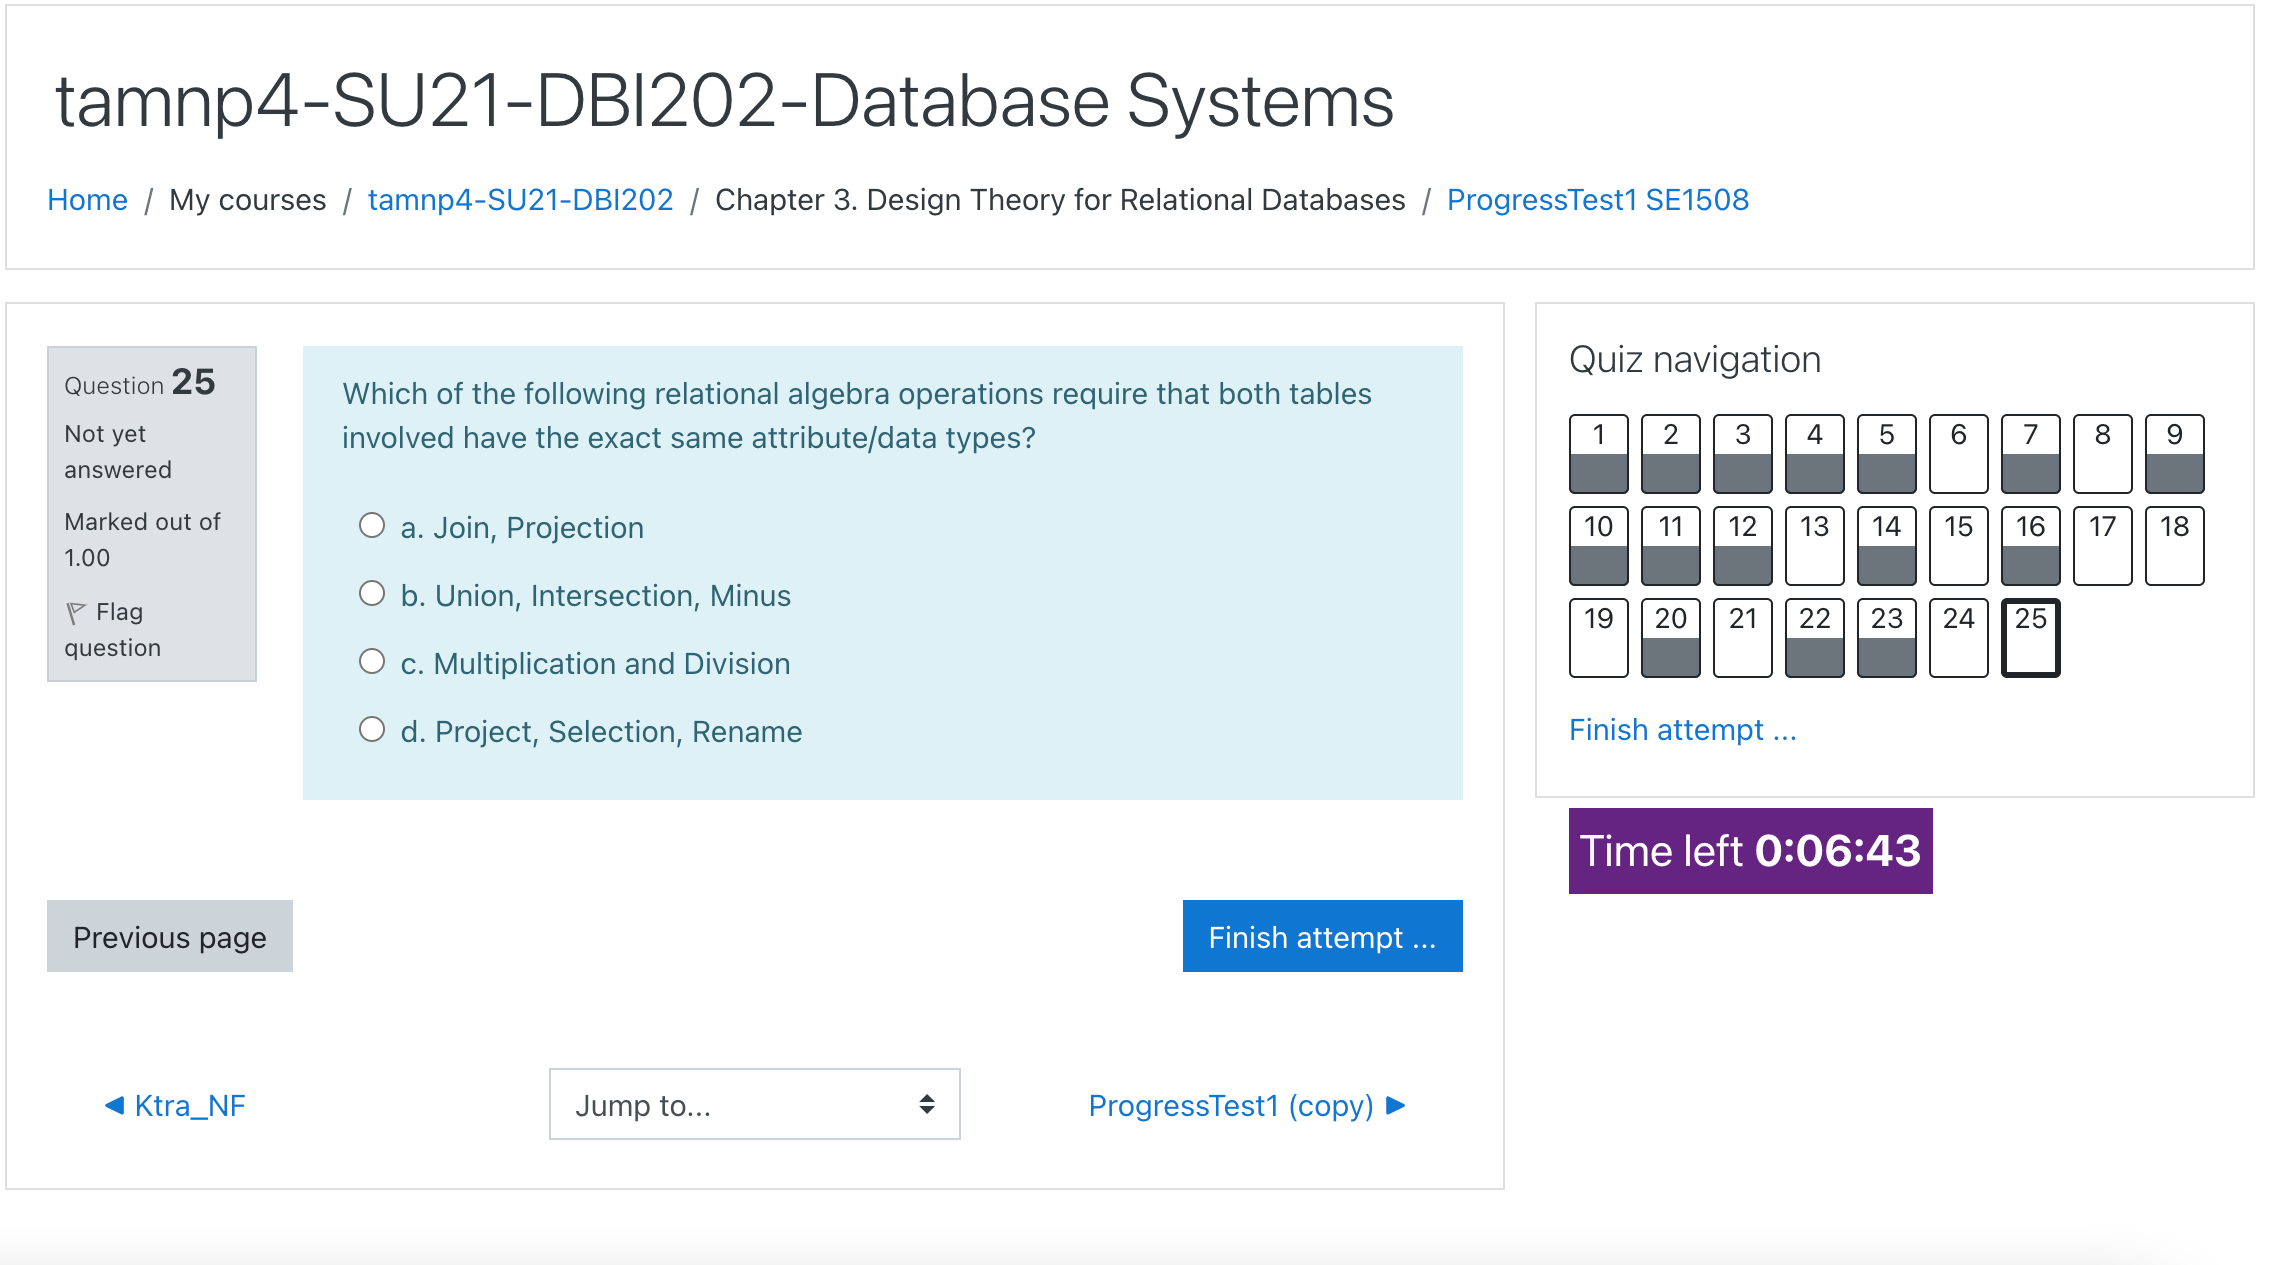 tamnp4-SU21-DBI202-Database Systems
Home / My courses / tamnp4-SU21-DBI202 / Chapter 3. Design Theory for Relational Databases / ProgressTest1 SE1508
Question 25
Not yet
answered
Marked out of
1.00
Flag
question
Which of the following relational algebra operations require that both tables
involved have the exact same attribute/data types?
a. Join, Projection
b. Union, Intersection, Minus
c. Multiplication and Division
d. Project, Selection, Rename
Previous page
Finish attempt ...
◄ Ktra_NF
Jump to...
ProgressTest1 (copy) ►
Quiz navigation
1 2 3 4 5 6 7 8 9
10 11 12 13 14 15 16 17 18
19 20 21 22 23 24 25
Finish attempt ...
Time left 0:06:43